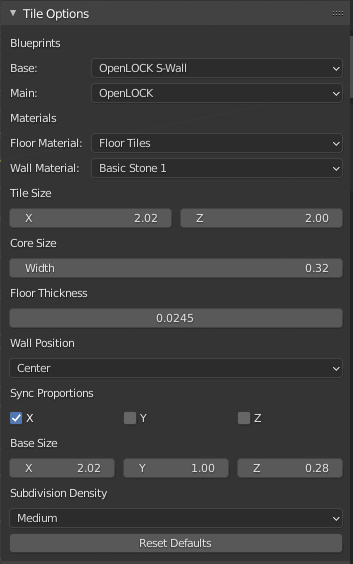 Tile Options
Blueprints
Base: OpenLOCK S-Wall
Main: OpenLOCK
Materials
Floor Material: Floor Tiles
Wall Material: Basic Stone 1
Tile Size
X 2.02 Z 2.00
Core Size
Width 0.32
Floor Thickness
0.0245
Wall Position
Center
Sync Proportions
X Y Z
Base Size
X 2.02 Y 1.00 Z 0.28
Subdivision Density
Medium
Reset Defaults